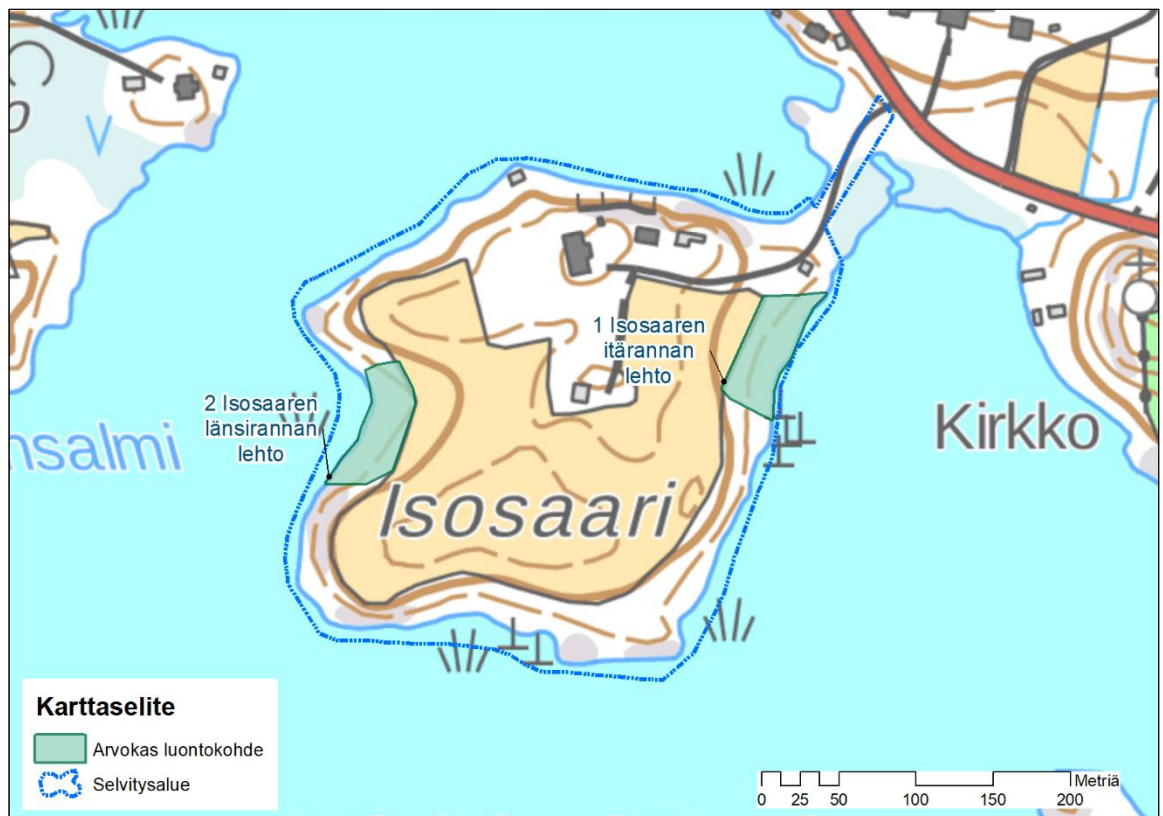 1 Isosaaren
itärannan
lehto
2 Isosaaren
länsirannan
lehto
nsalmi
Kirkko
Isosaari
Karttaselite
Arvokas luontokohde
Selvitysalue
Metriä
0 25 50 100 150 200